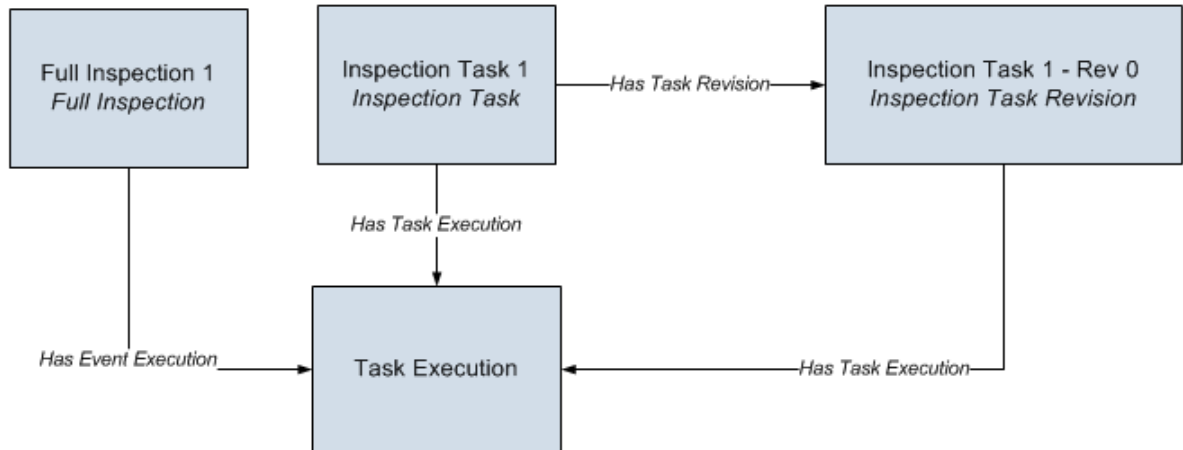 Full Inspection 1
Full Inspection
Inspection Task 1
Inspection Task
Has Task Revision
Inspection Task 1 - Rev 0
Inspection Task Revision
Has Task Execution
Has Event Execution
Task Execution
Has Task Execution